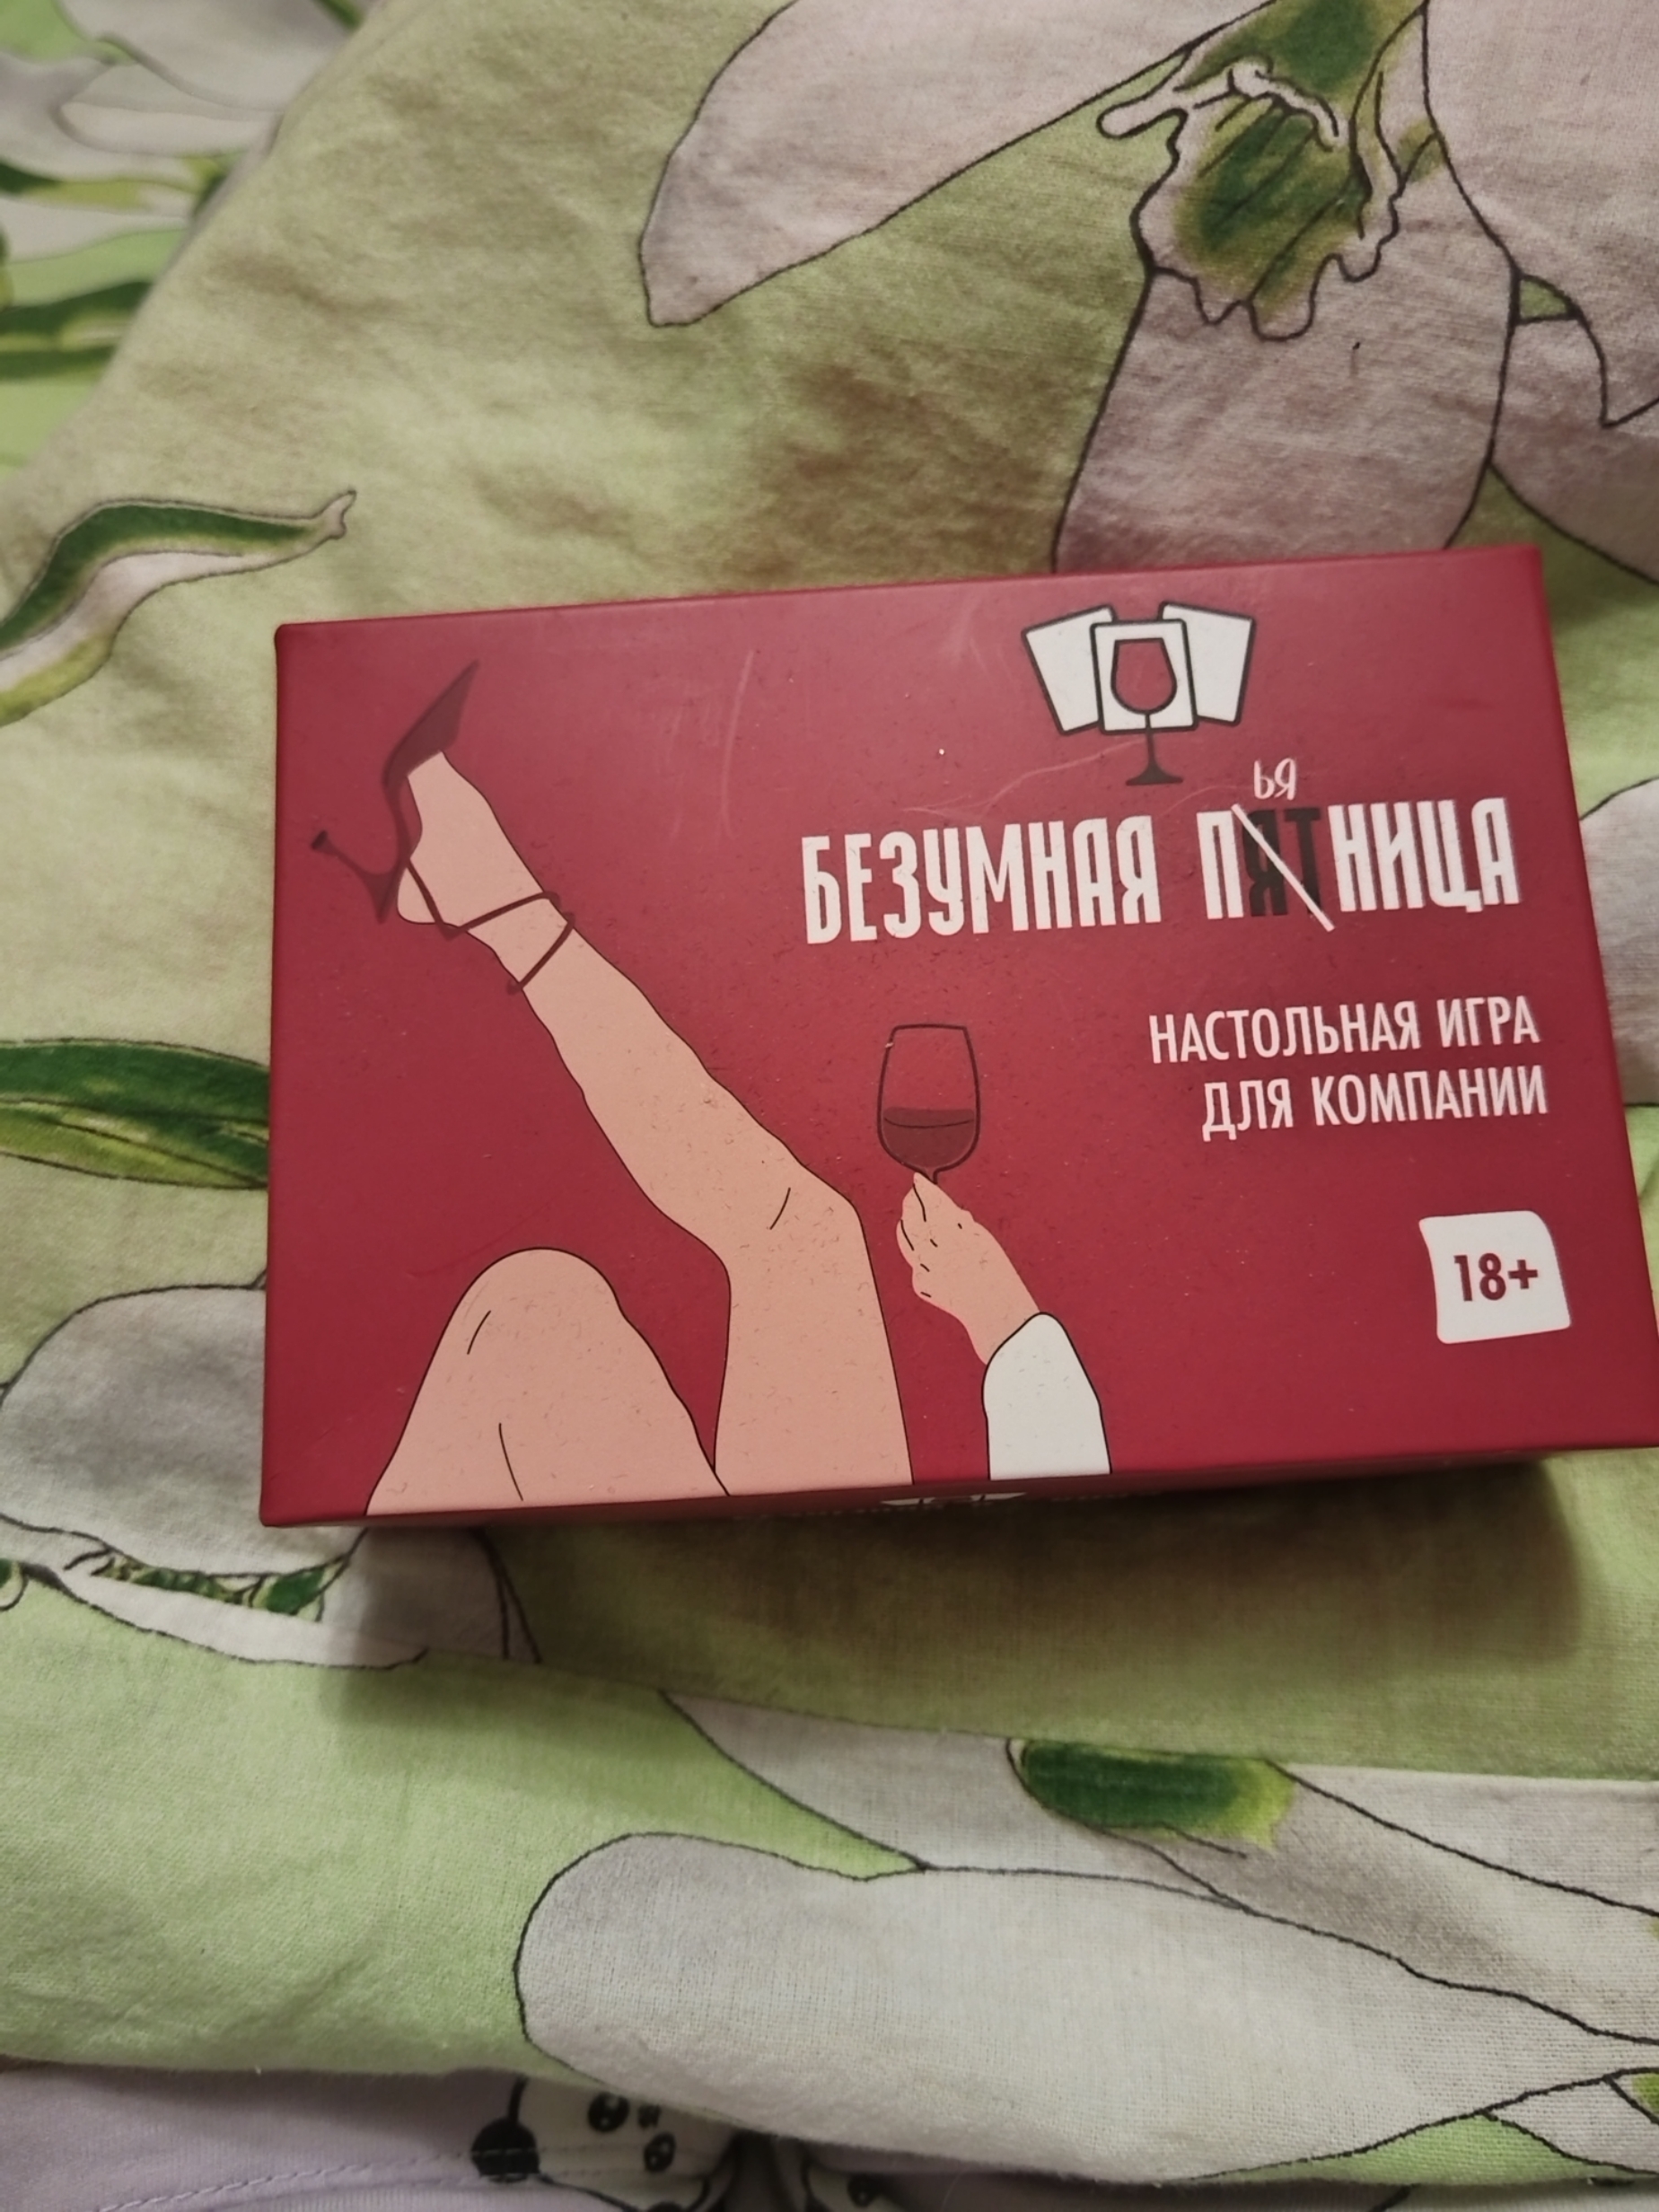 ЬЯ
БЕЗУМНАЯ ПЯТНИЦА
НАСТОЛЬНАЯ ИГРА
ДЛЯ КОМПАНИИ
18+